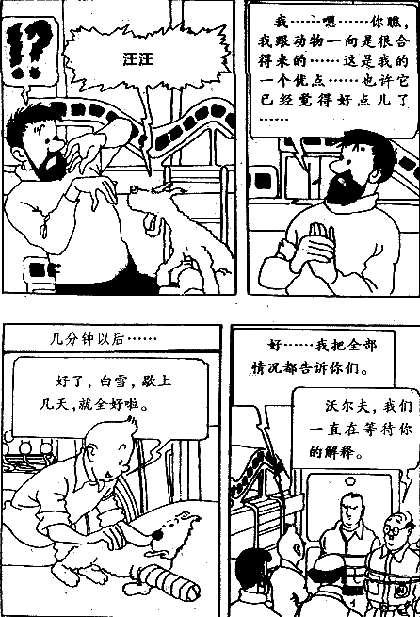 !?
汪汪
我……嗯……你瞧，
我跟动物一向是很合
得来的……这是我的
一个优点……也许它
已经觉得好点儿了
……
几分钟以后……
好了，白雪，歇上
几天，就全好啦。
好……我把全部
情况都告诉你们。
沃尔夫，我们
一直在等待你
的解释。